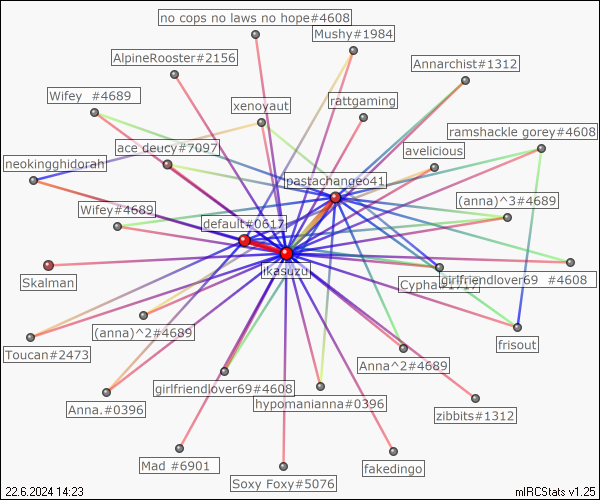 no cops no laws no hope#4608
Mushy#1984
AlpineRooster#2156
Annarchist#1312
Wifey #4689
xenoyaut
rattgaming
ramshackle gorey#4608
ace deucy#7097
avelicious
neokingghidorah
pastachangeo41
(anna)^3#4689
Wifey#4689
default#0617
ikasuzu
Skalman
girlfriendlover69 #4608
(anna)^2#4689
frisout
Toucan#2473
Anna^2#4689
girlfriendlover69#4608
hypomanianna#0396
Anna.#0396
zibbits#1312
Mad #6901
fakedingo
Soxy Foxy#5076
22.6.2024 14:23
mIRCStats v1.25